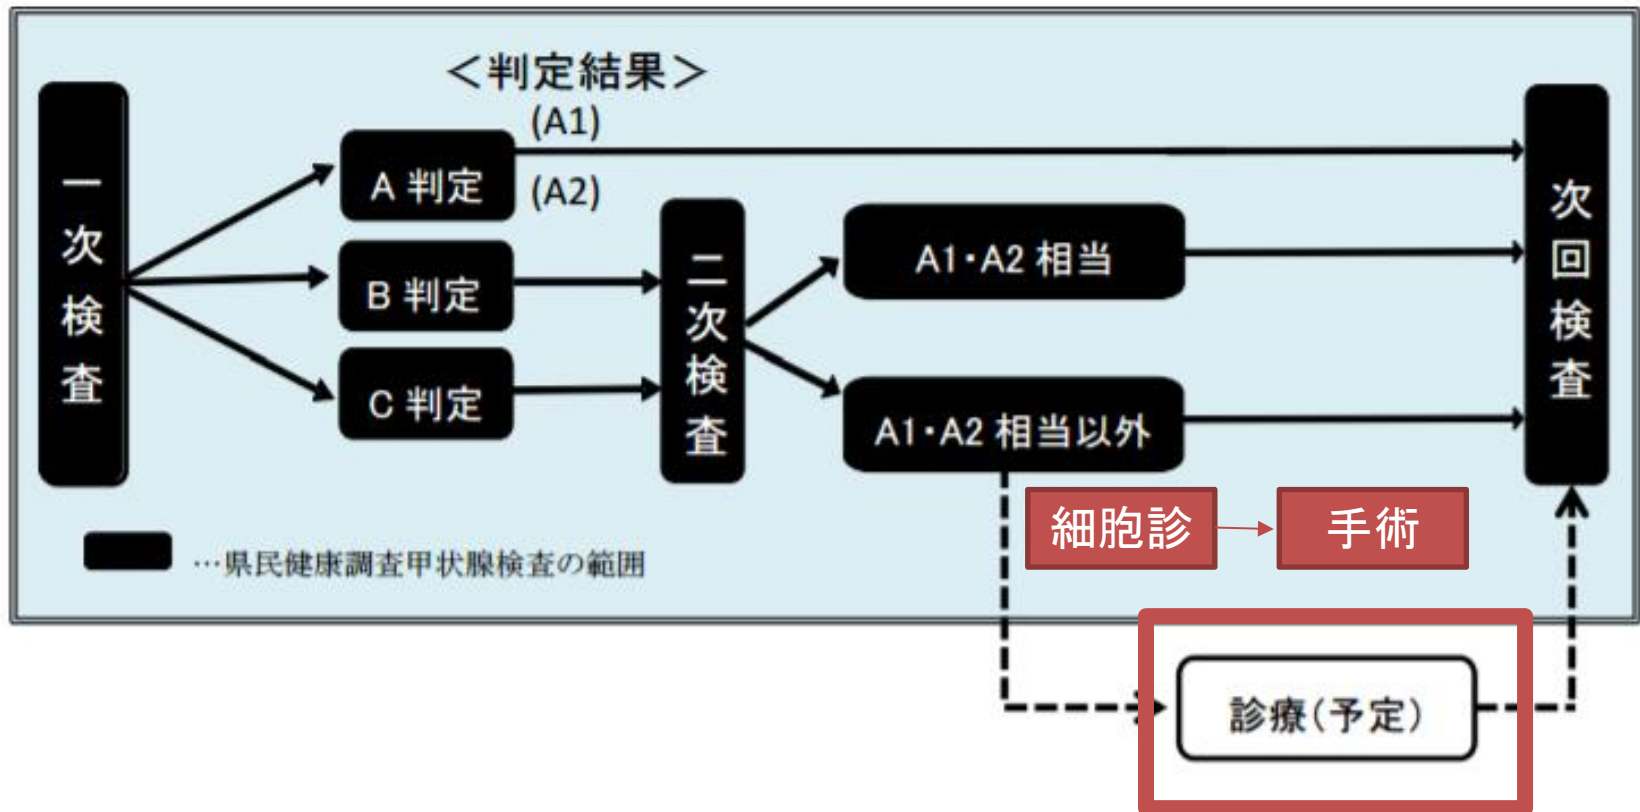 <判定結果>
一次検査
A 判定
(A1)
(A2)
B 判定
C 判定
二次検査
A1・A2 相当
A1・A2 相当以外
次回検査
細胞診
手術
…県民健康調査甲状腺検査の範囲
診療(予定)